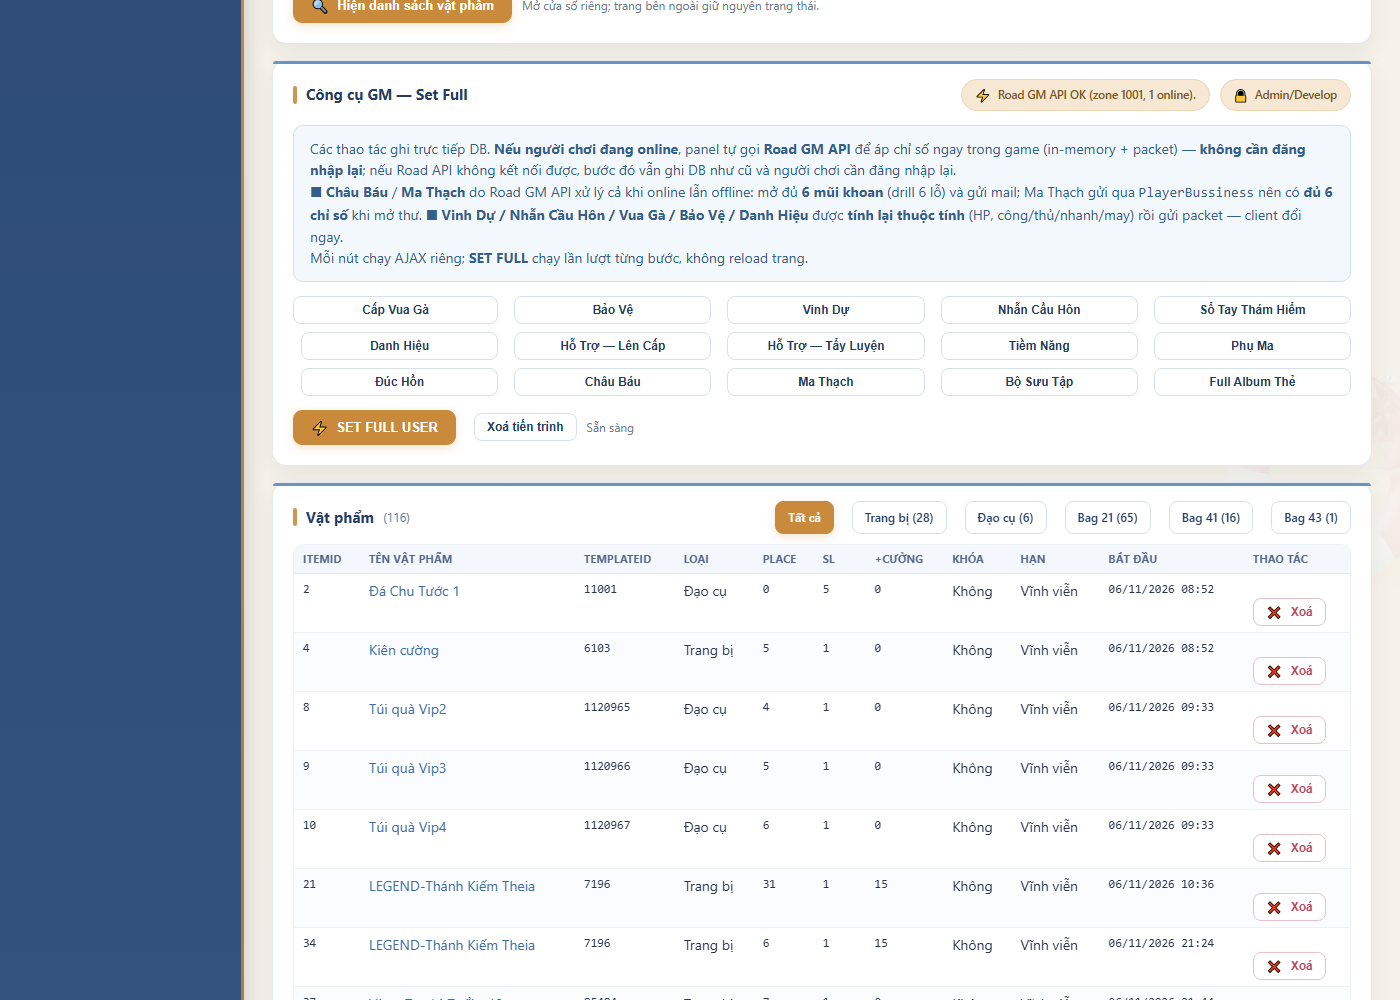 Hiện danh sách vật phẩm Mở cửa sổ riêng; trang bên ngoài giữ nguyên trạng thái.
Công cụ GM — Set Full Road GM API OK (zone 1001, 1 online). Admin/Develop
Các thao tác ghi trực tiếp DB. Nếu người chơi đang online, panel tự gọi Road GM API để áp chỉ số ngay trong game (in-memory + packet) — không cần đăng
nhập lại; nếu Road API không kết nối được, bước đó vẫn ghi DB như cũ và người chơi cần đăng nhập lại.
■ Châu Báu / Ma Thạch do Road GM API xử lý cả khi online lẫn offline: mở đủ 6 mũi khoan (drill 6 lỗ) và gửi mail; Ma Thạch gửi qua PlayerBussiness nên có đủ 6
chỉ số khi mở thư. ■ Vinh Dự / Nhẫn Cầu Hôn / Vua Gà / Bảo Vệ / Danh Hiệu được tính lại thuộc tính (HP, công/thủ/nhanh/may) rồi gửi packet — client đổi
ngay.
Mỗi nút chạy AJAX riêng; SET FULL chạy lần lượt từng bước, không reload trang.
Cấp Vua Gà Bảo Vệ Vinh Dự Nhẫn Cầu Hôn Sổ Tay Thám Hiểm
Danh Hiệu Hỗ Trợ — Lên Cấp Hỗ Trợ — Tẩy Luyện Tiềm Năng Phụ Ma
Đúc Hồn Châu Báu Ma Thạch Bộ Sưu Tập Full Album Thẻ
SET FULL USER Xoá tiến trình Sẵn sàng
Vật phẩm (116) Tất cả Trang bị (28) Đạo cụ (6) Bag 21 (65) Bag 41 (16) Bag 43 (1)
ITEMID TÊN VẬT PHẨM TEMPLATEID LOẠI PLACE SL +CƯỜNG KHÓA HẠN BẮT ĐẦU THAO TÁC
2 Đá Chu Tước 1 11001 Đạo cụ 0 5 0 Không Vĩnh viễn 06/11/2026 08:52 Xoá
4 Kiên cường 6103 Trang bị 5 1 0 Không Vĩnh viễn 06/11/2026 08:52 Xoá
8 Túi quà Vip2 1120965 Đạo cụ 4 1 0 Không Vĩnh viễn 06/11/2026 09:33 Xoá
9 Túi quà Vip3 1120966 Đạo cụ 5 1 0 Không Vĩnh viễn 06/11/2026 09:33 Xoá
10 Túi quà Vip4 1120967 Đạo cụ 6 1 0 Không Vĩnh viễn 06/11/2026 09:33 Xoá
21 LEGEND-Thánh Kiếm Theia 7196 Trang bị 31 1 15 Không Vĩnh viễn 06/11/2026 10:36 Xoá
34 LEGEND-Thánh Kiếm Theia 7196 Trang bị 6 1 15 Không Vĩnh viễn 06/11/2026 21:24 Xoá